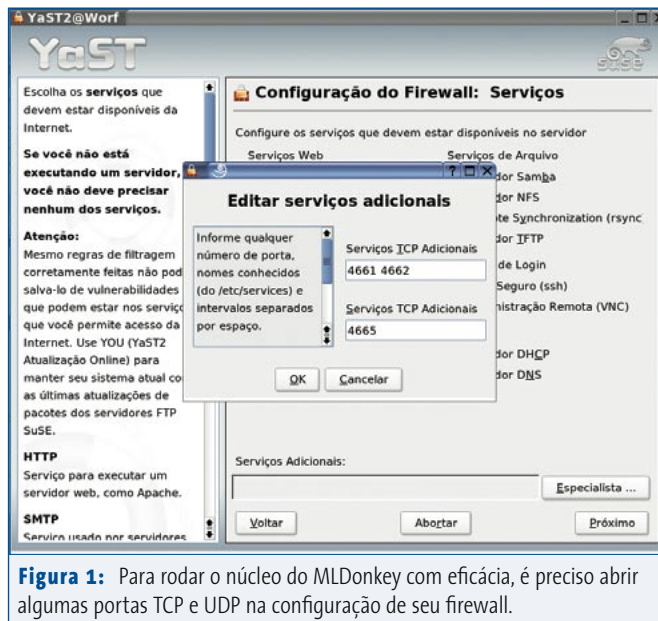 YaST2@Worf
YaST
SuSE
Escolha os serviços que
devem estar disponíveis da
Internet.
Se você não está
executando um servidor,
você não deve precisar
nenhum dos serviços.
Atenção:
Mesmo regras de filtragem
corretamente feitas não pod
salva-lo de vulnerabilidades
que podem estar nos serviço
que você permite acesso da
Internet. Use YOU (YaST2
Atualização Online) para
manter seu sistema atual co
as últimas atualizações de
pacotes dos servidores FTP
SuSE.
HTTP
Serviço para executar um
servidor web, como Apache.
SMTP
Serviço usado por servidores
Configuração do Firewall: Serviços
Configure os serviços que devem estar disponíveis no servidor
Serviços Web
Serviços de Arquivo
dor Samba
dor NFS
te Synchronization (rsync
dor TFTP
de Login
Seguro (ssh)
nistração Remota (VNC)
dor DHCP
dor DNS
Editar serviços adicionais
Informe qualquer
número de porta,
nomes conhecidos
(do /etc/services) e
intervalos separados
por espaço.
Serviços TCP Adicionais
4661 4662
Serviços TCP Adicionais
4665
OK
Cancelar
Serviços Adicionais:
Especialista ...
Voltar
Abortar
Próximo
Figura 1: Para rodar o núcleo do MLDonkey com eficácia, é preciso abrir
algumas portas TCP e UDP na configuração de seu firewall.